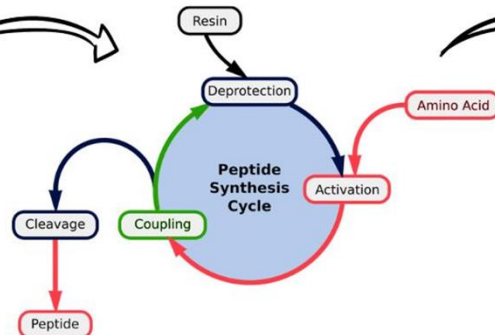 Resin
Deprotection
Amino Acid
Peptide
Synthesis
Cycle
Activation
Cleavage
Coupling
Peptide